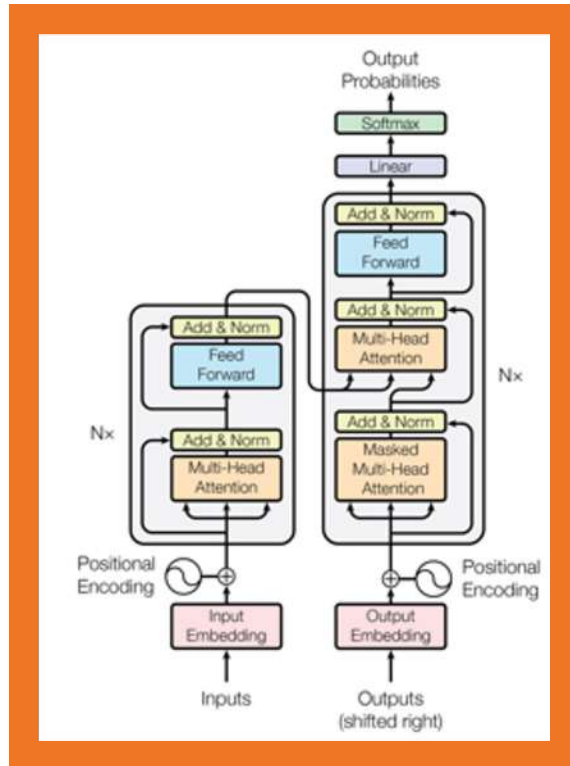 Output
Probabilities
Softmax
Linear
Add & Norm
Feed
Forward
Add & Norm
Multi-Head
Attention
Add & Norm
Masked
Multi-Head
Attention
Nx
Add & Norm
Feed
Forward
Add & Norm
Multi-Head
Attention
Nx
Positional
Encoding
Positional
Encoding
Input
Embedding
Output
Embedding
Inputs
Outputs
(shifted right)